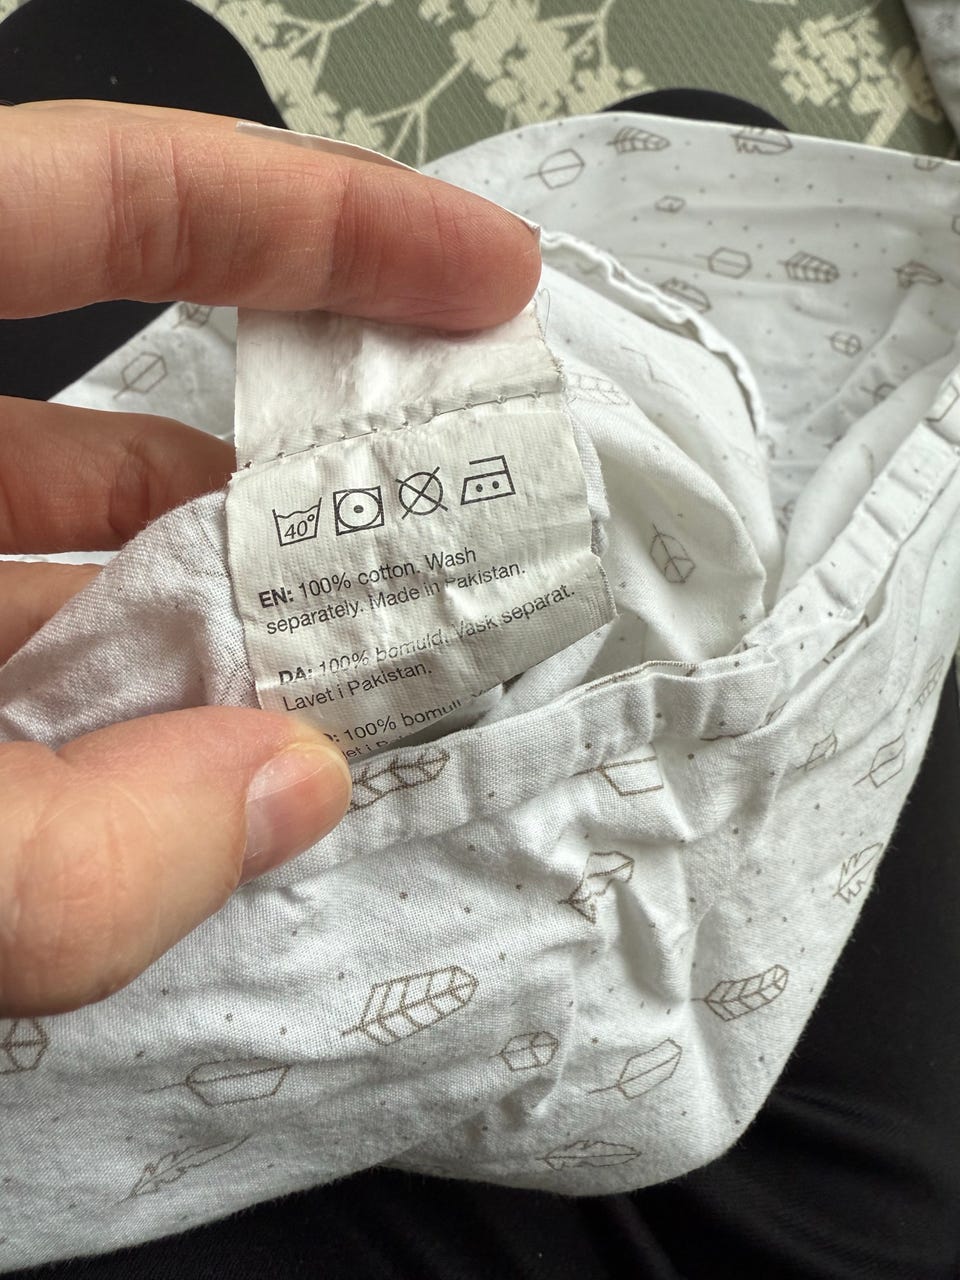 40°
EN: 100% cotton. Wash
separately. Made in Pakistan.
DA: 100% bomuld. Vask separat.
Lavet i Pakistan.
100% bomull